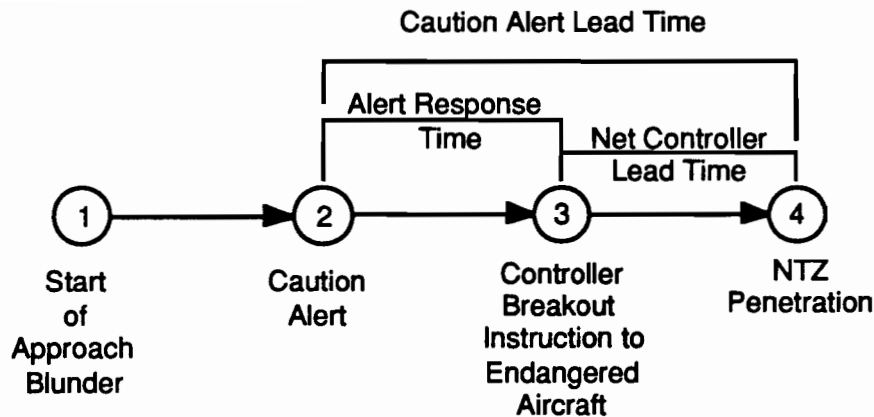 Caution Alert Lead Time
Alert Response
Time
Net Controller
Lead Time
1
2
3
4
Start
of
Approach
Blunder
Caution
Alert
Controller
Breakout
Instruction to
Endangered
Aircraft
NTZ
Penetration